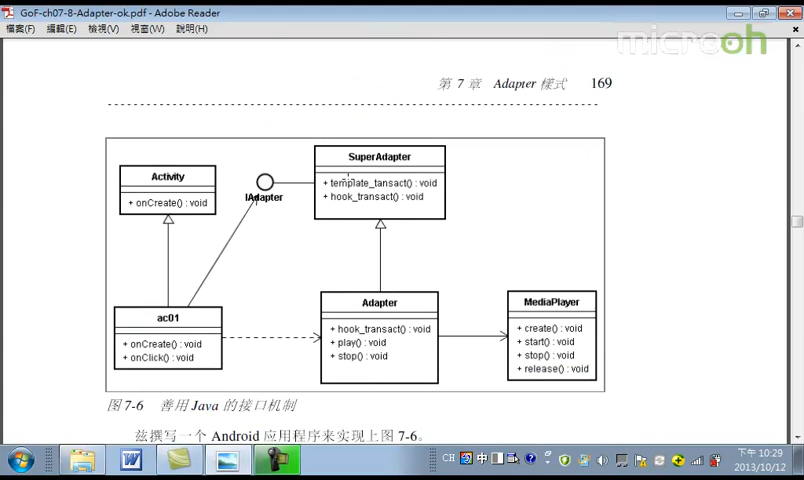 GoF-ch07-8-Adapter-ok.pdf - Adobe Reader
檔案(F) 編輯(E) 檢視(V) 視窗(W) 說明(H)
microoh
第 7 章 Adapter 樣式 169
SuperAdapter
+ template_tansact() : void
+ hook_transact() : void
Activity
+ onCreate() : void
IAdapter
ac01
+ onCreate() : void
+ onClick() : void
Adapter
+ hook_transact() : void
+ play() : void
+ stop() : void
MediaPlayer
+ create() : void
+ start() : void
+ stop() : void
+ release() : void
图 7-6 善用 Java 的接口机制
兹撰写一个 Android 应用程序来实现上图 7-6。
CH 中
下午 10:29
2013/10/12